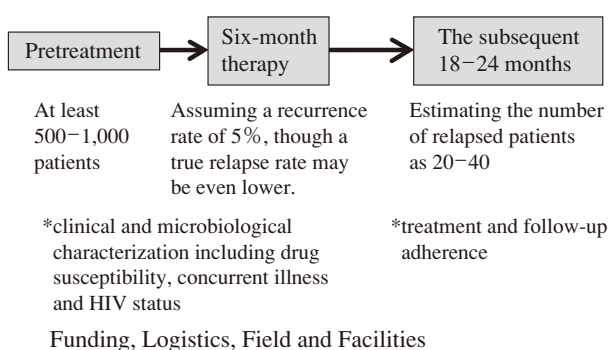 Pretreatment
Six-month
therapy
The subsequent
18−24 months
At least
500−1,000
patients
Assuming a recurrence
rate of 5%, though a
true relapse rate may
be even lower.
Estimating the number
of relapsed patients
as 20−40
*clinical and microbiological
characterization including drug
susceptibility, concurrent illness
and HIV status
*treatment and follow-up
adherence
Funding, Logistics, Field and Facilities